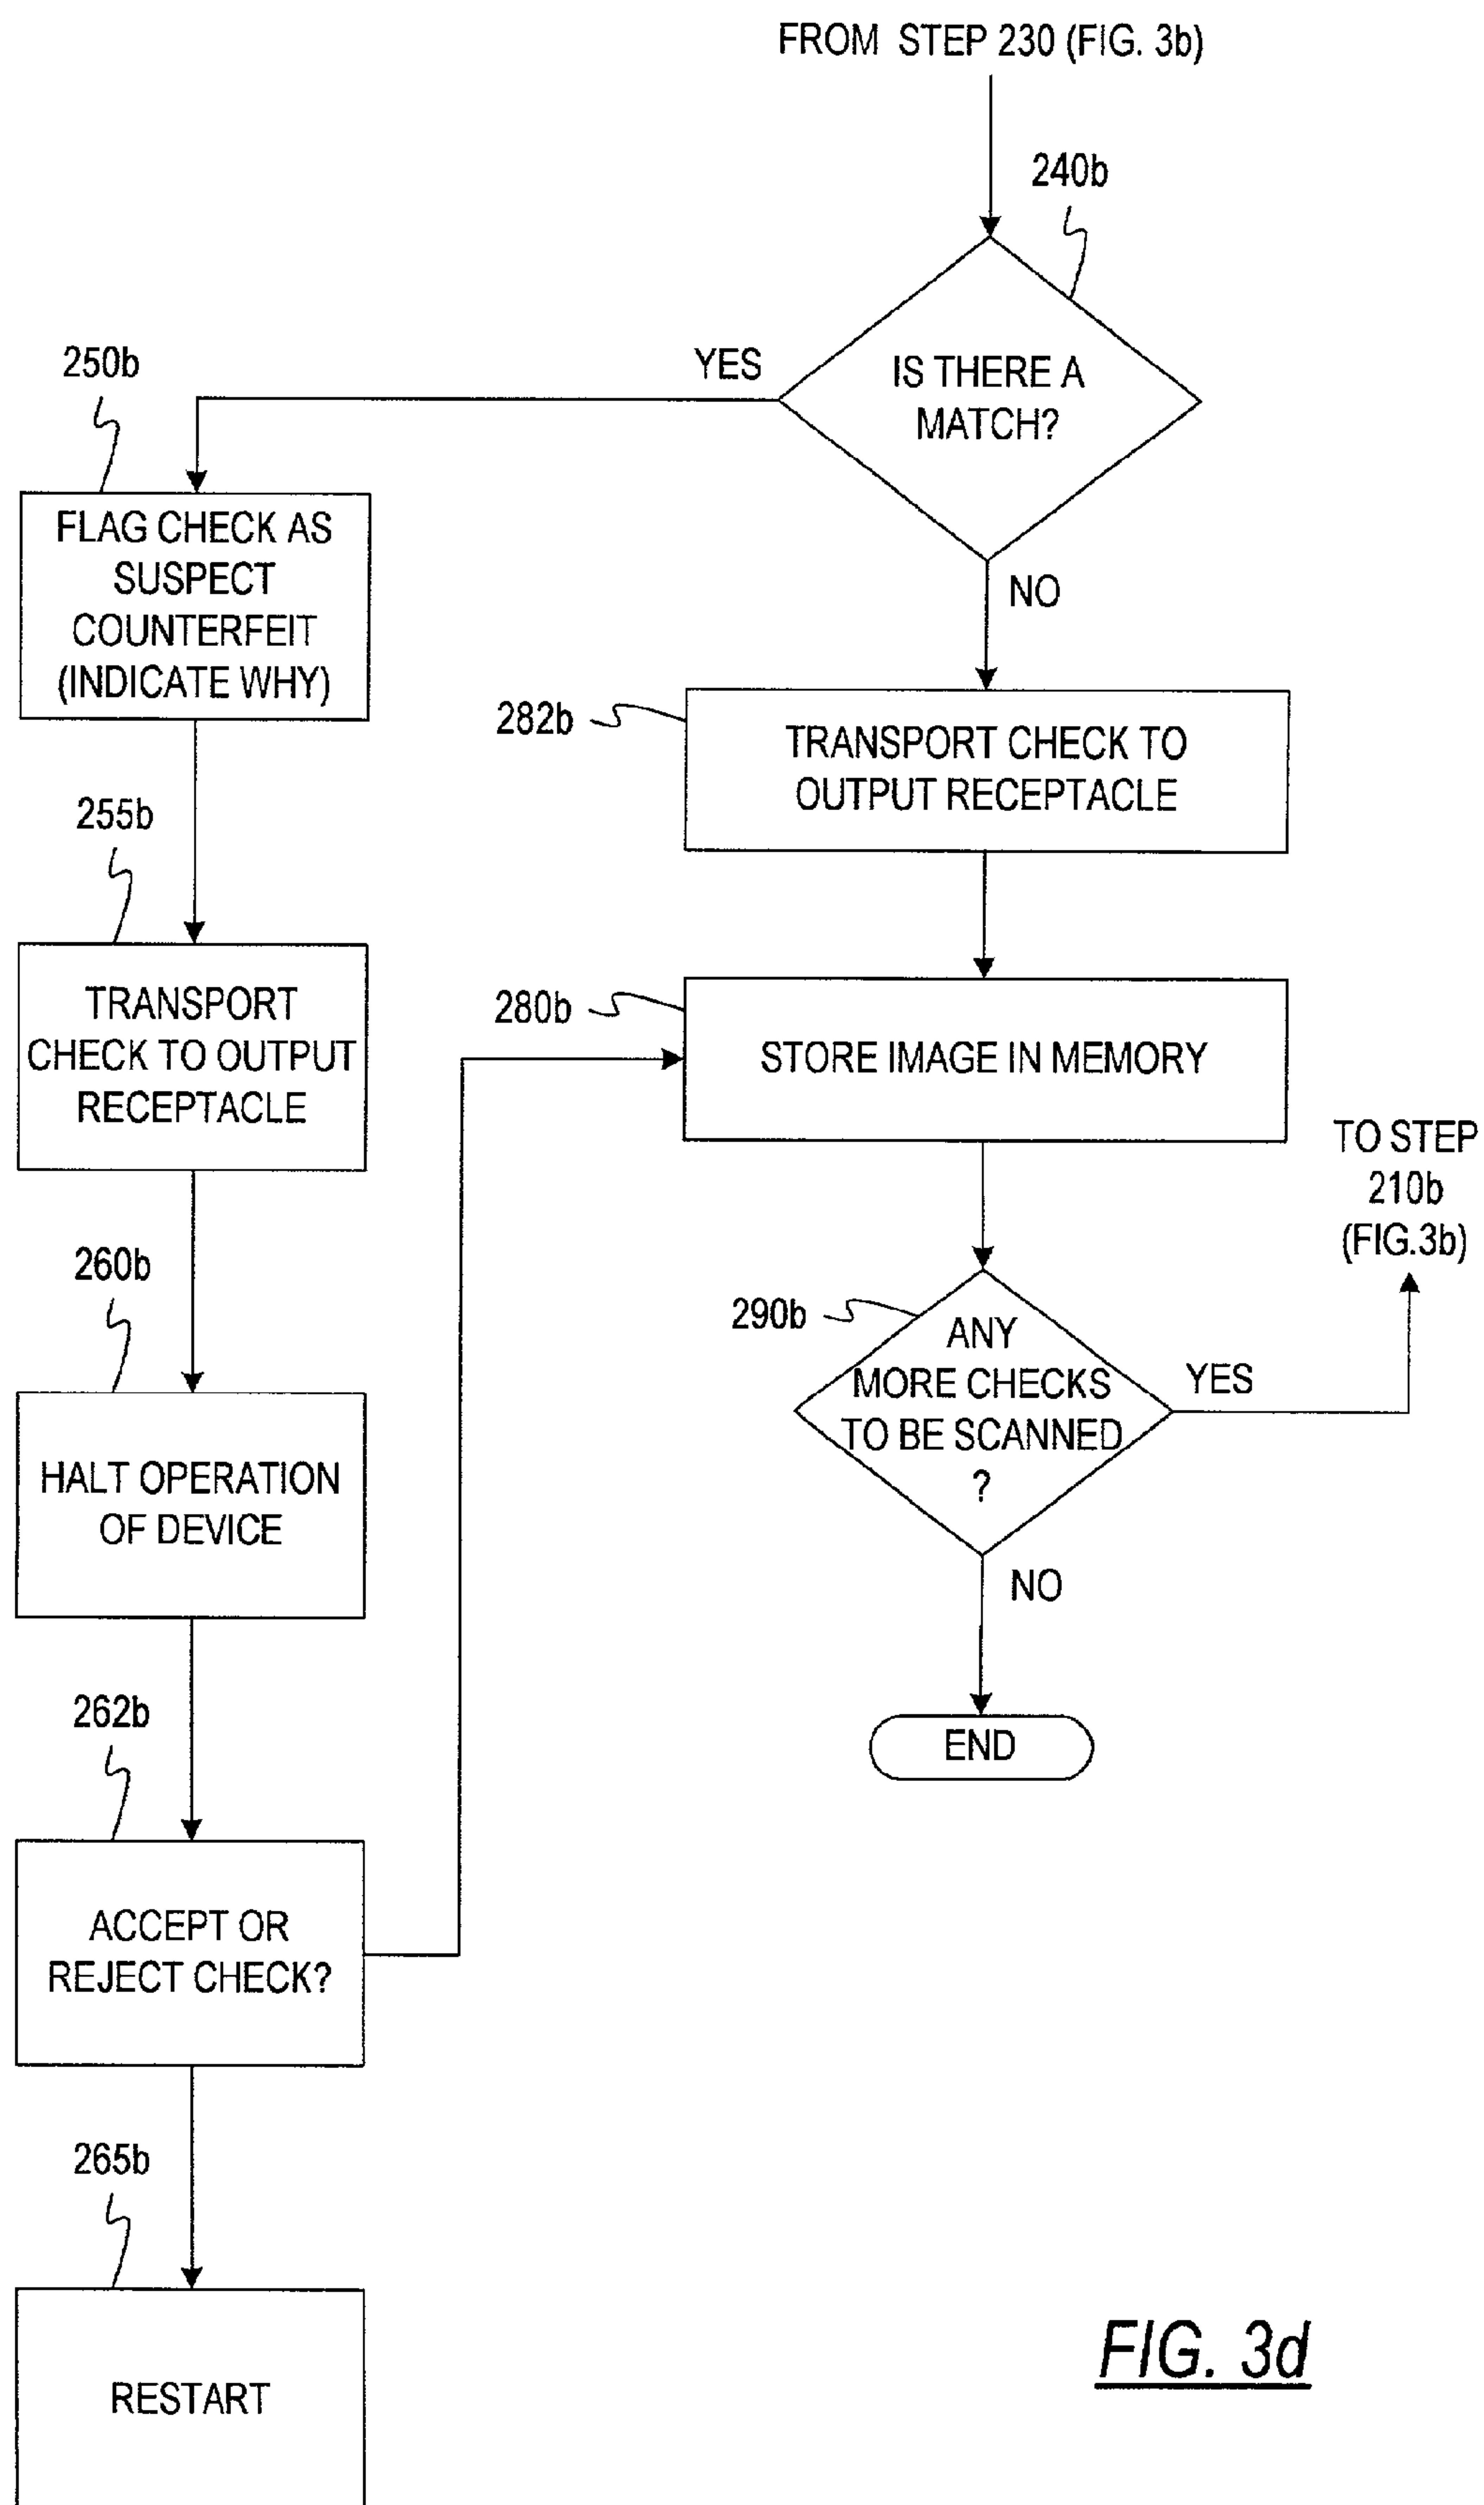 FROM STEP 230 (FIG. 3b)
240b
IS THERE A
MATCH?
YES
NO
250b
FLAG CHECK AS
SUSPECT
COUNTERFEIT
(INDICATE WHY)
282b
TRANSPORT CHECK TO
OUTPUT RECEPTACLE
255b
TRANSPORT
CHECK TO OUTPUT
RECEPTACLE
280b
STORE IMAGE IN MEMORY
TO STEP
210b
(FIG.3b)
260b
HALT OPERATION
OF DEVICE
290b
ANY
MORE CHECKS
TO BE SCANNED
?
YES
NO
END
262b
ACCEPT OR
REJECT CHECK?
265b
RESTART
FIG. 3d